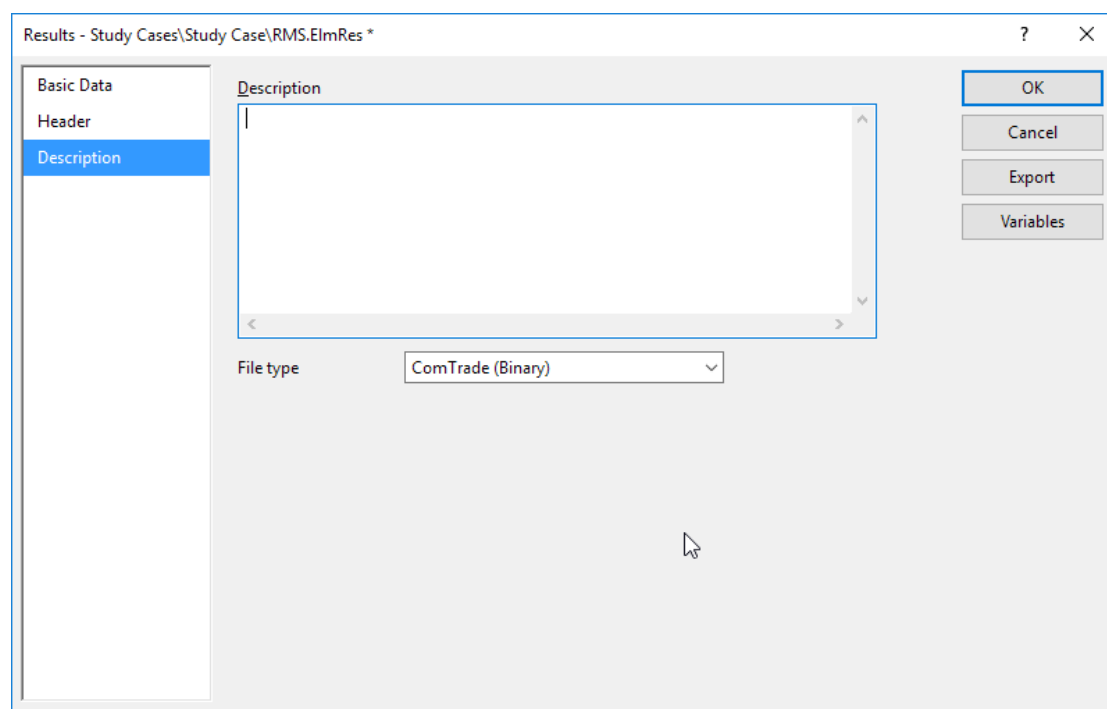 Results - Study Cases\Study Case\RMS.ElmRes *
?
Basic Data
Header
Description
Description
File type
ComTrade (Binary)
OK
Cancel
Export
Variables